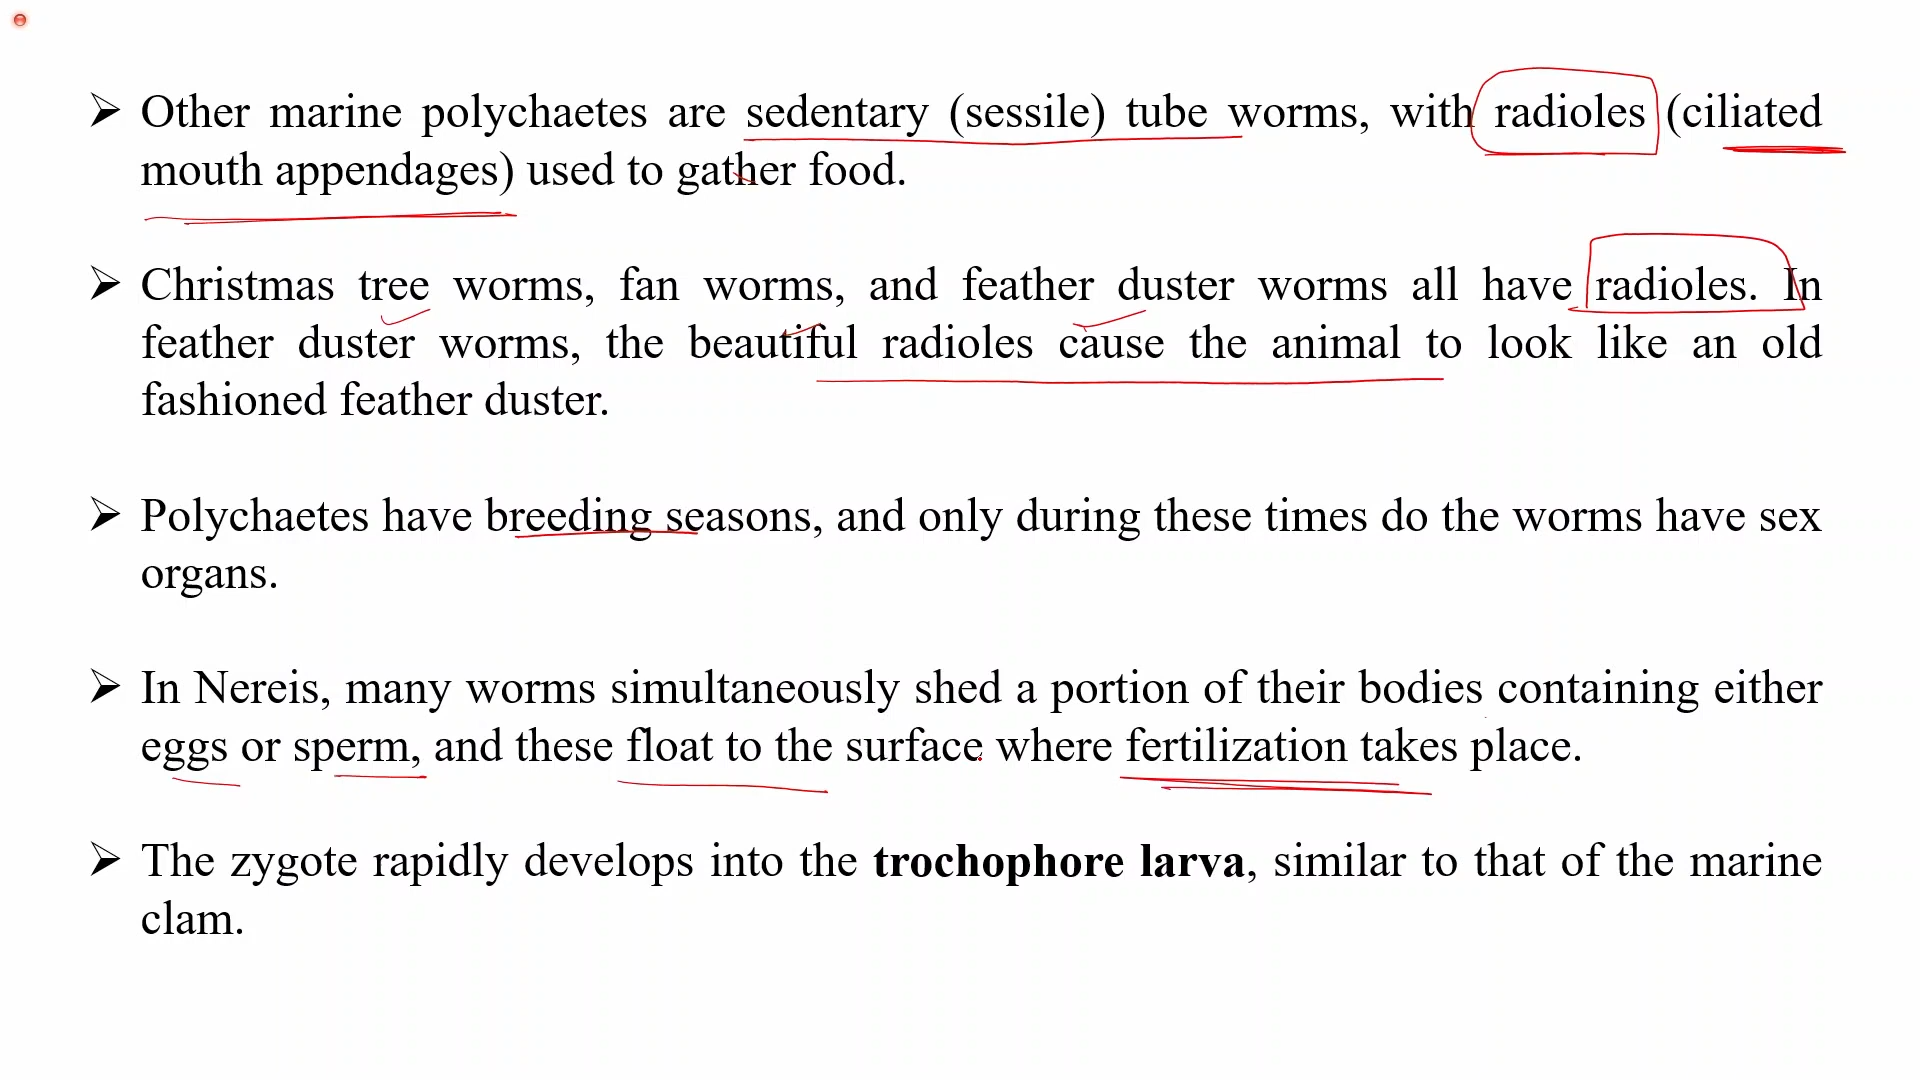 ➢ Other marine polychaetes are sedentary (sessile) tube worms, with radioles (ciliated
mouth appendages) used to gather food.
➢ Christmas tree worms, fan worms, and feather duster worms all have radioles. In
feather duster worms, the beautiful radioles cause the animal to look like an old
fashioned feather duster.
➢ Polychaetes have breeding seasons, and only during these times do the worms have sex
organs.
➢ In Nereis, many worms simultaneously shed a portion of their bodies containing either
eggs or sperm, and these float to the surface where fertilization takes place.
➢ The zygote rapidly develops into the trochophore larva, similar to that of the marine
clam.